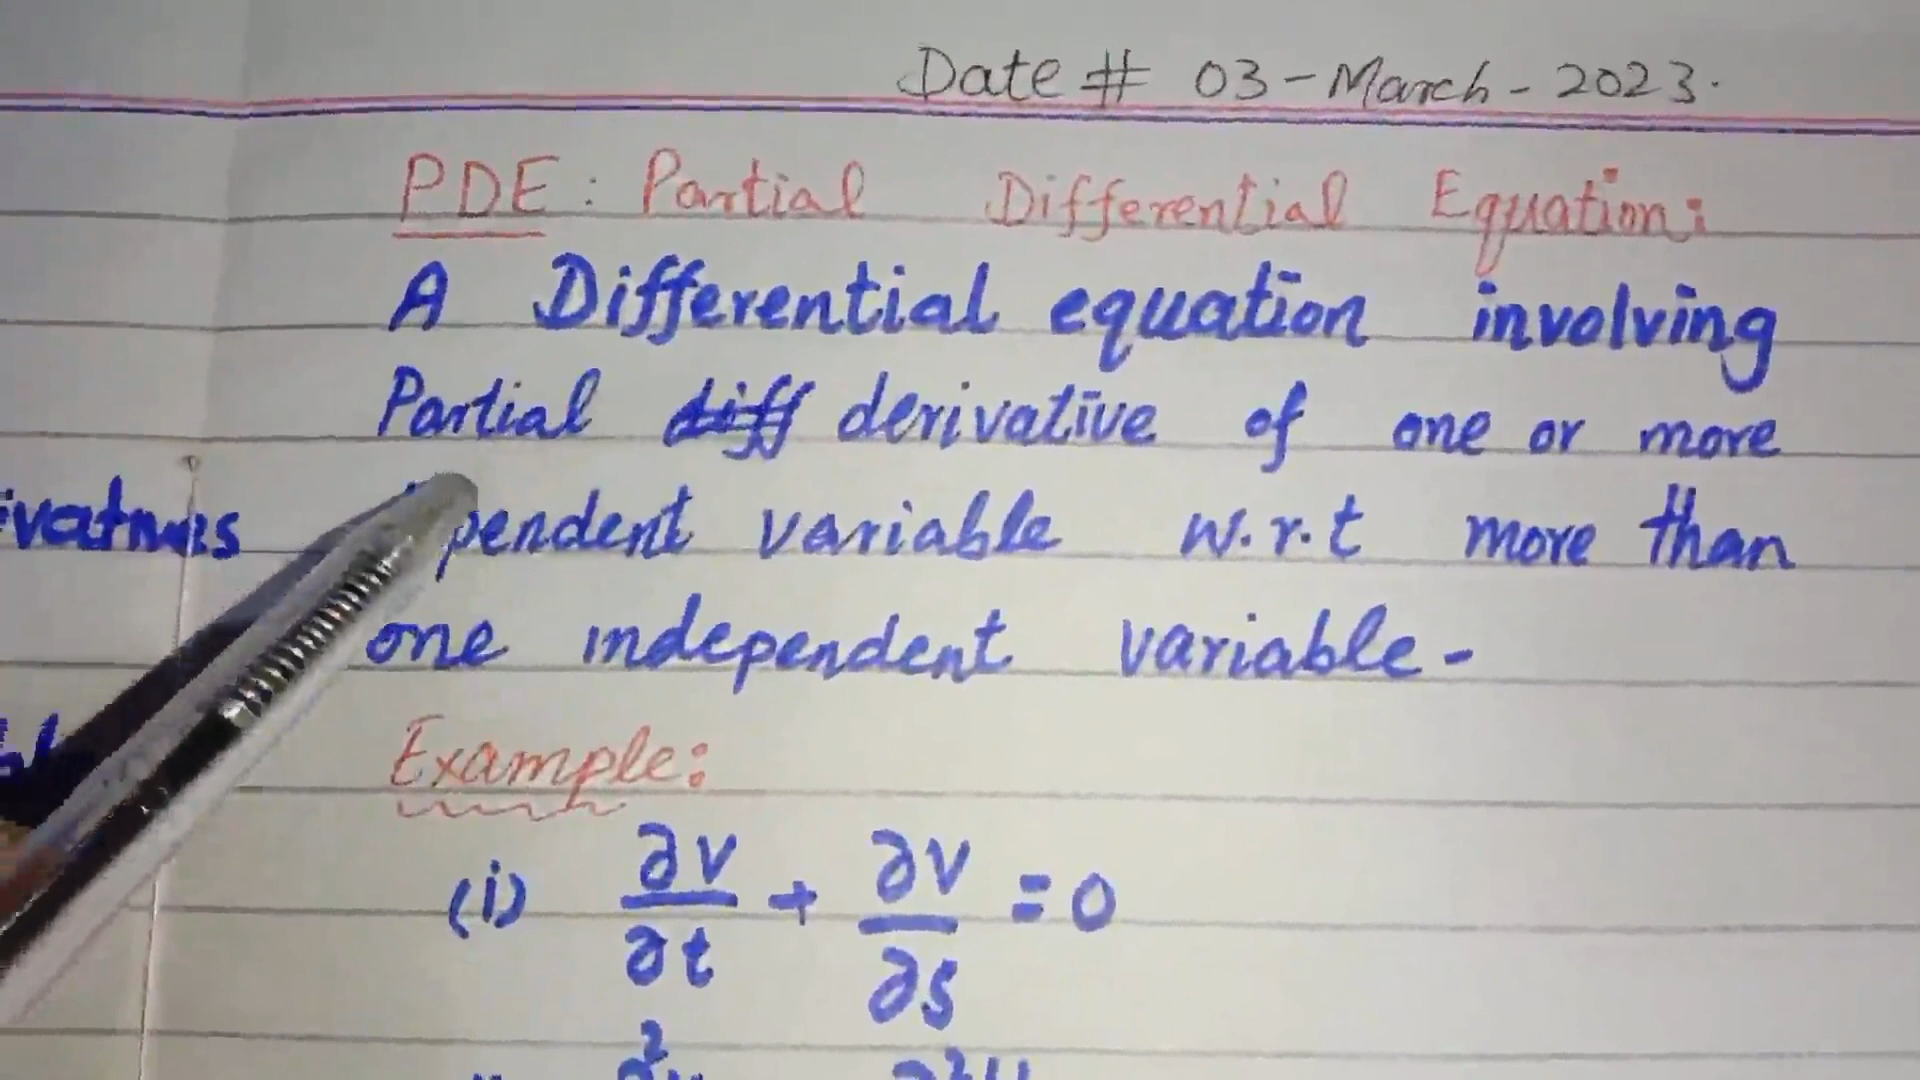 Date # 03-March-2023.
PDE: Partial Differential Equation:
A Differential equation involving
Partial diff derivative of one or more
pendent variable w.r.t more than
one independent variable-
Example:
(i) ∂v/∂t + ∂v/∂s = 0